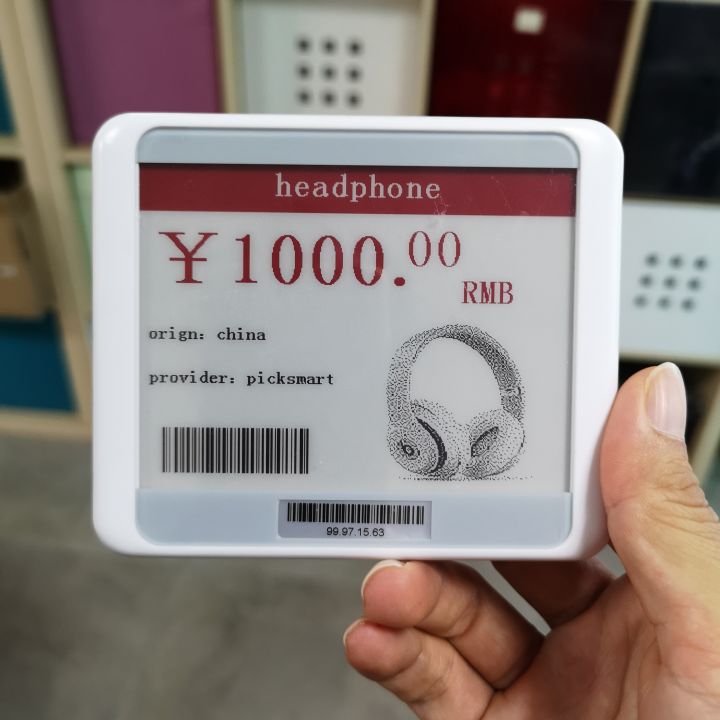 headphone
¥1000.00
RMB
orign: china
provider: picksmart
99.97.15.63